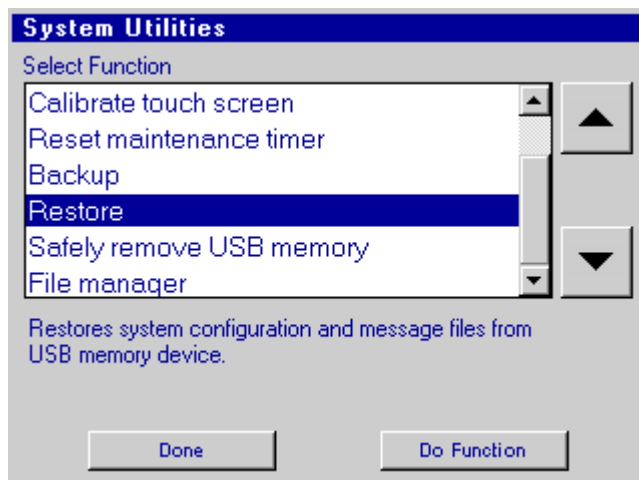 System Utilities
Select Function
Calibrate touch screen
Reset maintenance timer
Backup
Restore
Safely remove USB memory
File manager
Restores system configuration and message files from
USB memory device.
Done
Do Function